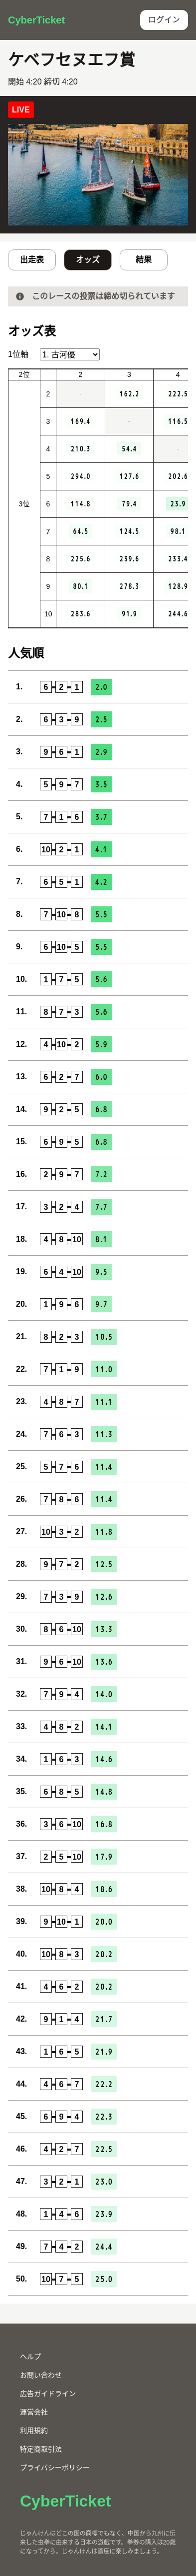 CyberTicket ログイン
ケベフセヌエフ賞
開始 4:20 締切 4:20
LIVE
出走表 オッズ 結果
このレースの投票は締め切られています
オッズ表
1位軸 1. 古河優
2位 2 3 4
3位
2 - 162.2 222.5
3 169.4 - 116.5
4 210.3 54.4 -
5 294.0 127.6 202.6
6 114.8 79.4 23.9
7 64.5 124.5 98.1
8 225.6 239.6 233.4
9 80.1 278.3 128.9
10 283.6 91.9 244.6
人気順
1. 6-2-1 2.0
2. 6-3-9 2.5
3. 9-6-1 2.9
4. 5-9-7 3.5
5. 7-1-6 3.7
6. 10-2-1 4.1
7. 6-5-1 4.2
8. 7-10-8 5.5
9. 6-10-5 5.5
10. 1-7-5 5.6
11. 8-7-3 5.6
12. 4-10-2 5.9
13. 6-2-7 6.0
14. 9-2-5 6.8
15. 6-9-5 6.8
16. 2-9-7 7.2
17. 3-2-4 7.7
18. 4-8-10 8.1
19. 6-4-10 9.5
20. 1-9-6 9.7
21. 8-2-3 10.5
22. 7-1-9 11.0
23. 4-8-7 11.1
24. 7-6-3 11.3
25. 5-7-6 11.4
26. 7-8-6 11.4
27. 10-3-2 11.8
28. 9-7-2 12.5
29. 7-3-9 12.6
30. 8-6-10 13.3
31. 9-6-10 13.6
32. 7-9-4 14.0
33. 4-8-2 14.1
34. 1-6-3 14.6
35. 6-8-5 14.8
36. 3-6-10 16.8
37. 2-5-10 17.9
38. 10-8-4 18.6
39. 9-10-1 20.0
40. 10-8-3 20.2
41. 4-6-2 20.2
42. 9-1-4 21.7
43. 1-6-5 21.9
44. 4-6-7 22.2
45. 6-9-4 22.3
46. 4-2-7 22.5
47. 3-2-1 23.0
48. 1-4-6 23.9
49. 7-4-2 24.4
50. 10-7-5 25.0
ヘルプ
お問い合わせ
広告ガイドライン
運営会社
利用規約
特定商取引法
プライバシーポリシー
CyberTicket
じゃんけんはどこの国の商標でもなく、中国から九州に伝
来した虫拳に由来する日本の遊戯です。拳券の購入は20歳
になってから。じゃんけんは適度に楽しみましょう。